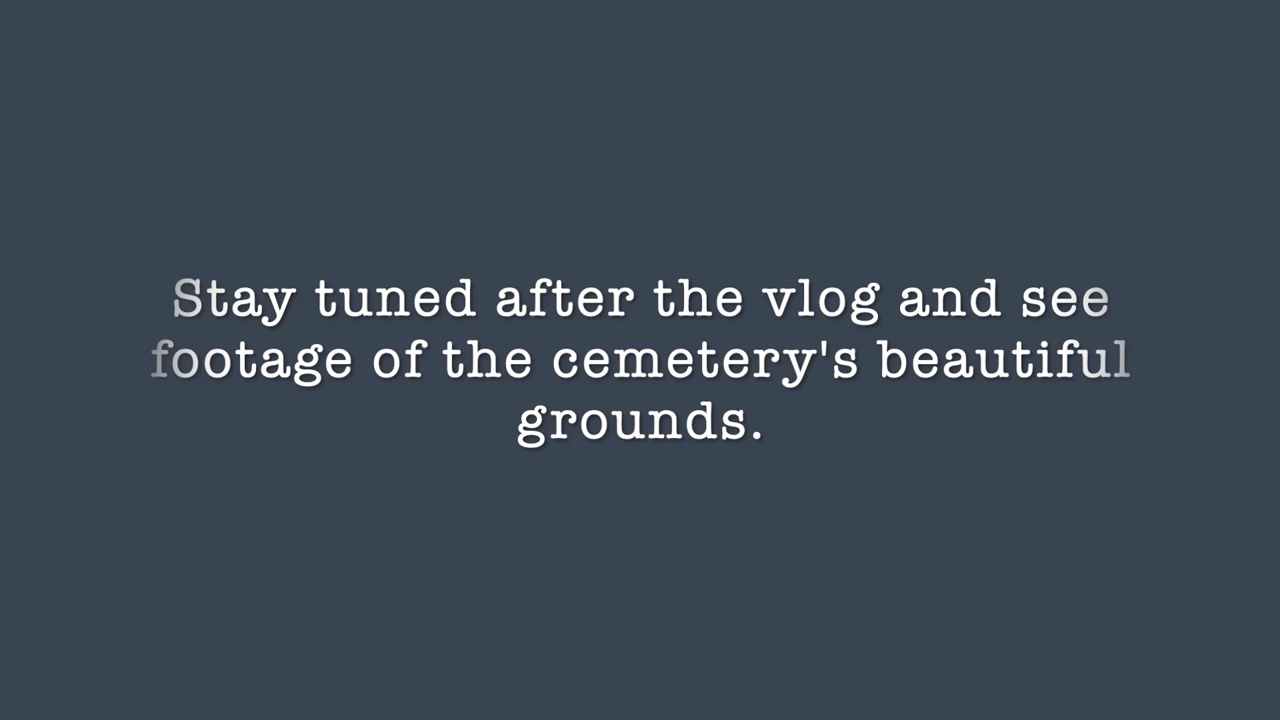 Stay tuned after the vlog and see
footage of the cemetery's beautiful
grounds.